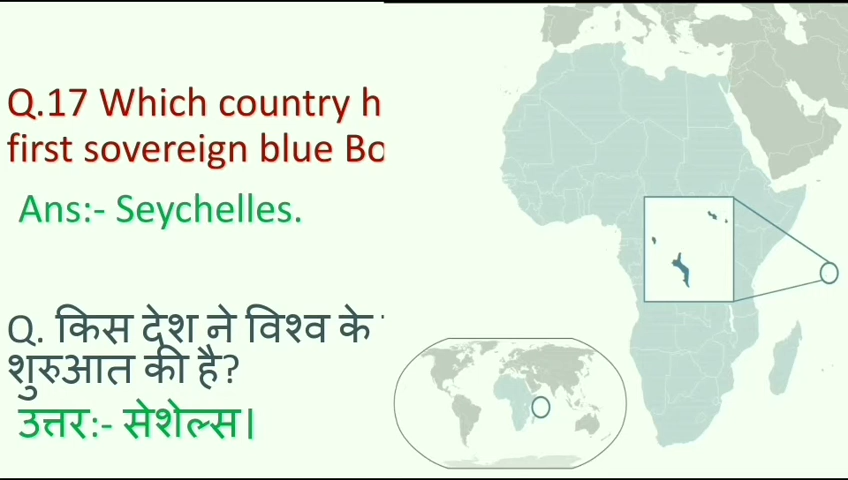 Q.17 Which country h
first sovereign blue Bo
Ans:- Seychelles.
Q. किस देश ने विश्व के
शुरुआत की है?
उत्तर:- सेशेल्स।